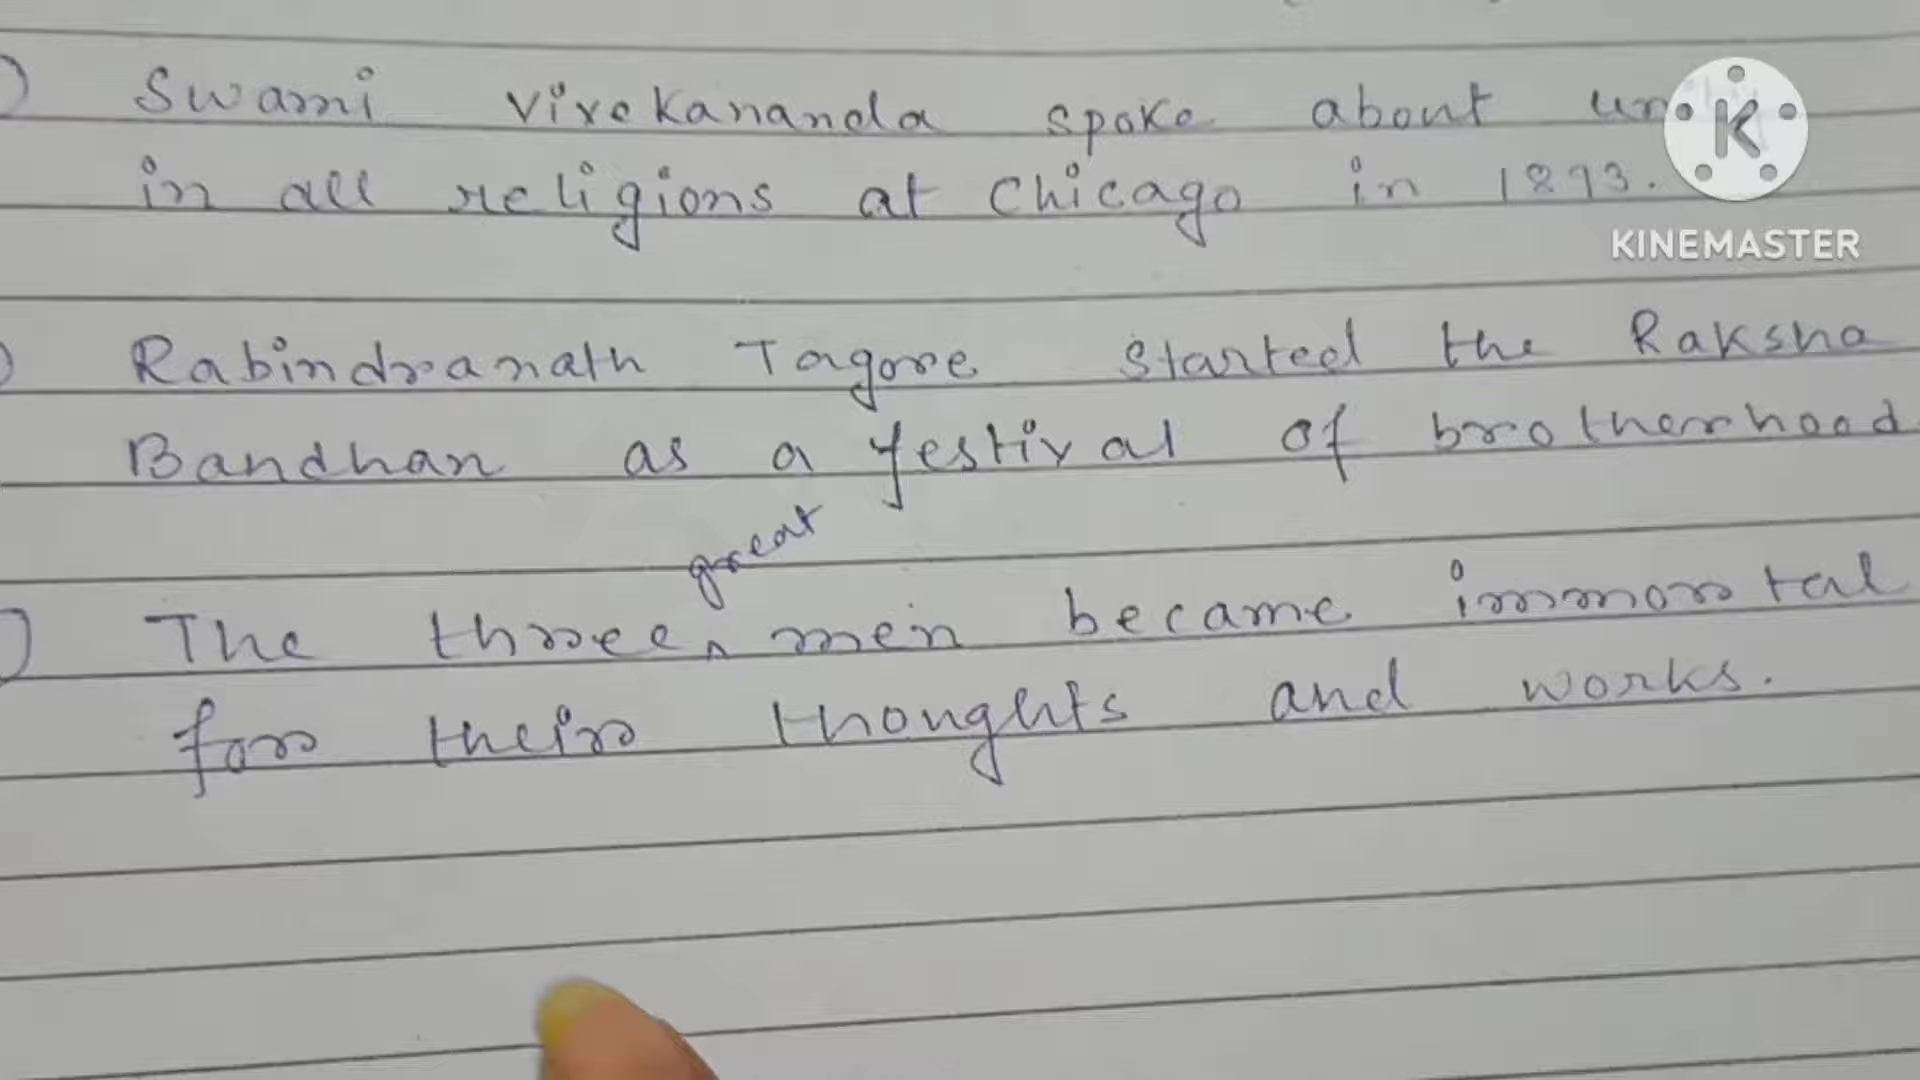 ) Swami Vivekananda spoke about
in all religions at Chicago in 1893.
K
KINEMASTER
) Rabindranath Tagore started the Raksha
Bandhan as a festival of brotherhood.
great
) The three ^ men became immortal
for their thoughts and works.